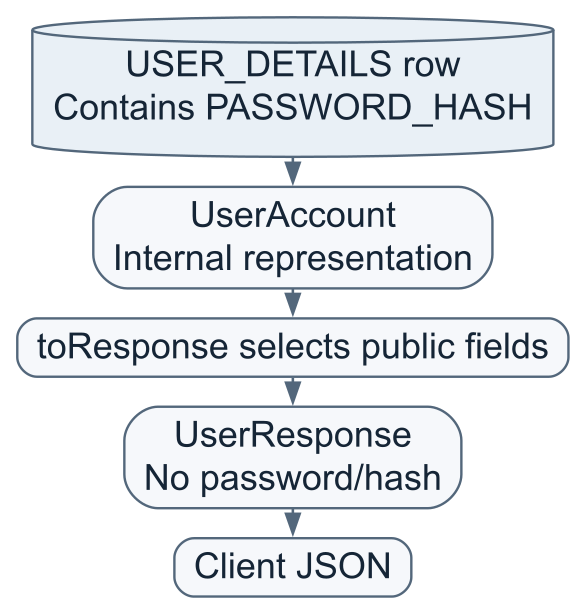 USER_DETAILS row
Contains PASSWORD_HASH
UserAccount
Internal representation
toResponse selects public fields
UserResponse
No password/hash
Client JSON